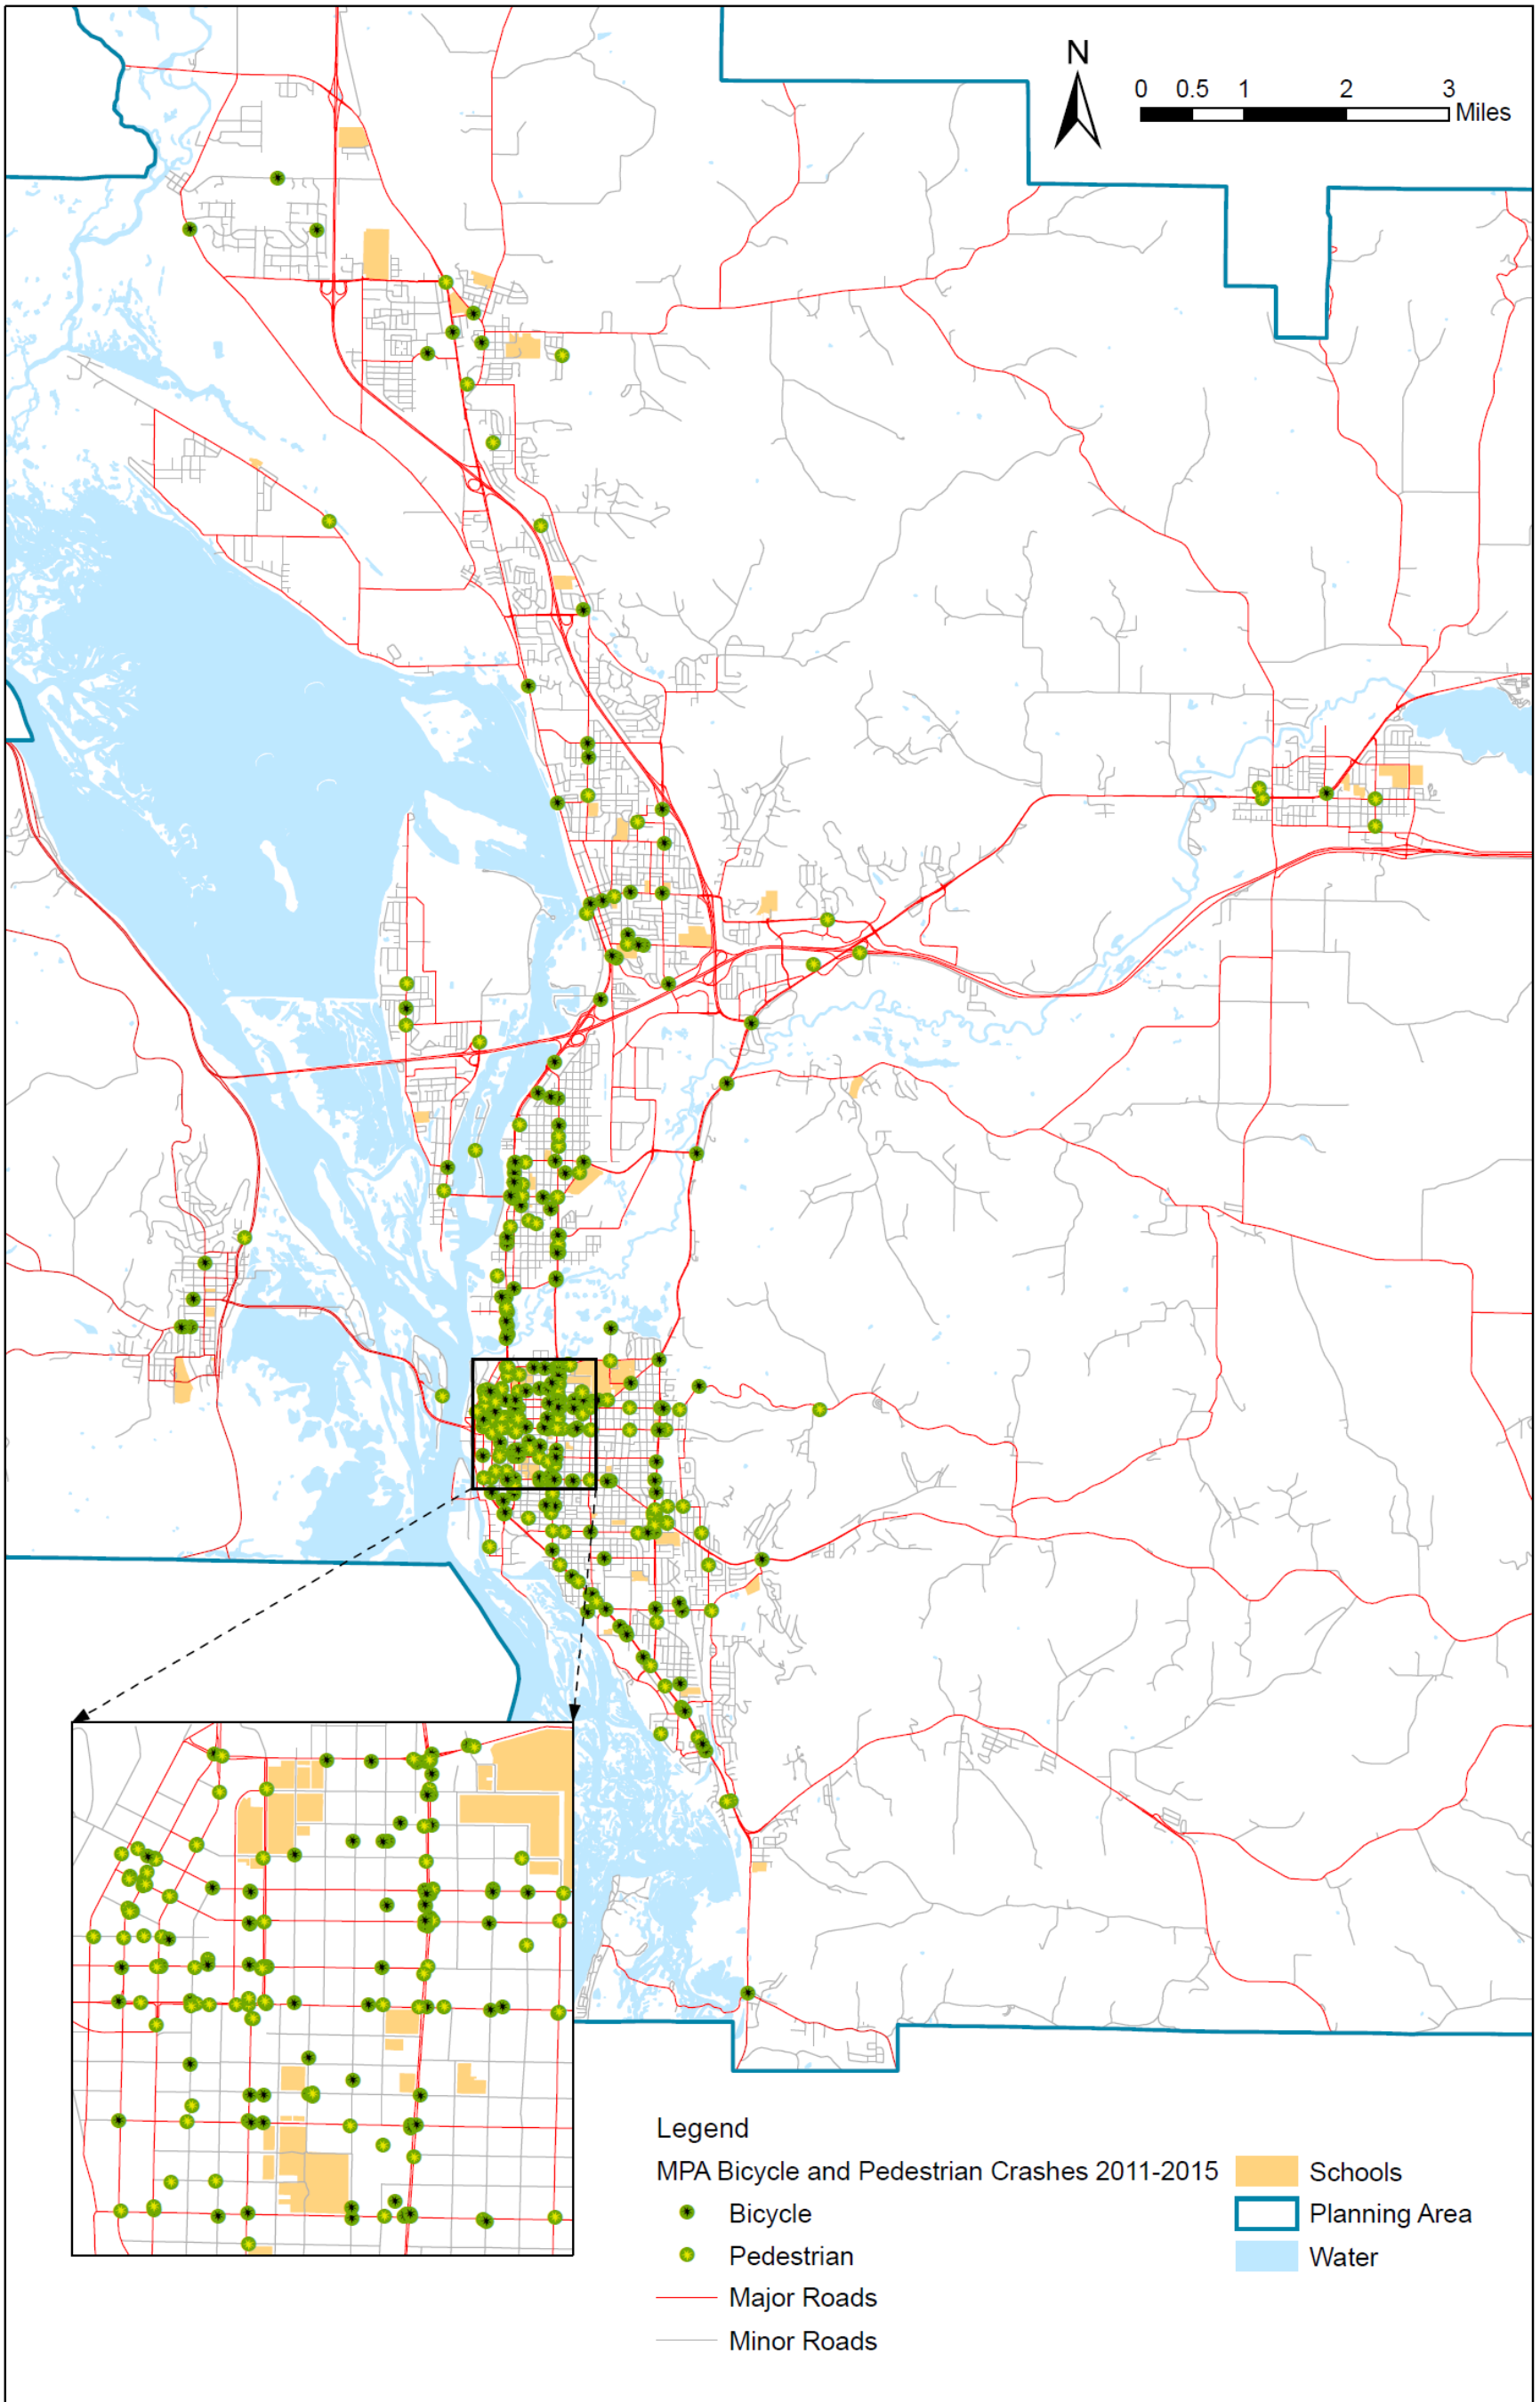 N
0 0.5 1 2 3
Miles
Legend
MPA Bicycle and Pedestrian Crashes 2011-2015
Bicycle
Pedestrian
Major Roads
Minor Roads
Schools
Planning Area
Water